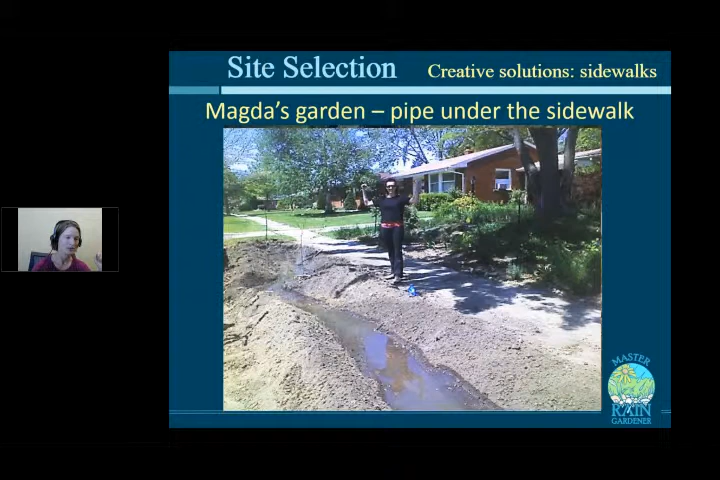 Site Selection
Creative solutions: sidewalks
Magda's garden – pipe under the sidewalk
MASTER
RAIN
GARDENER